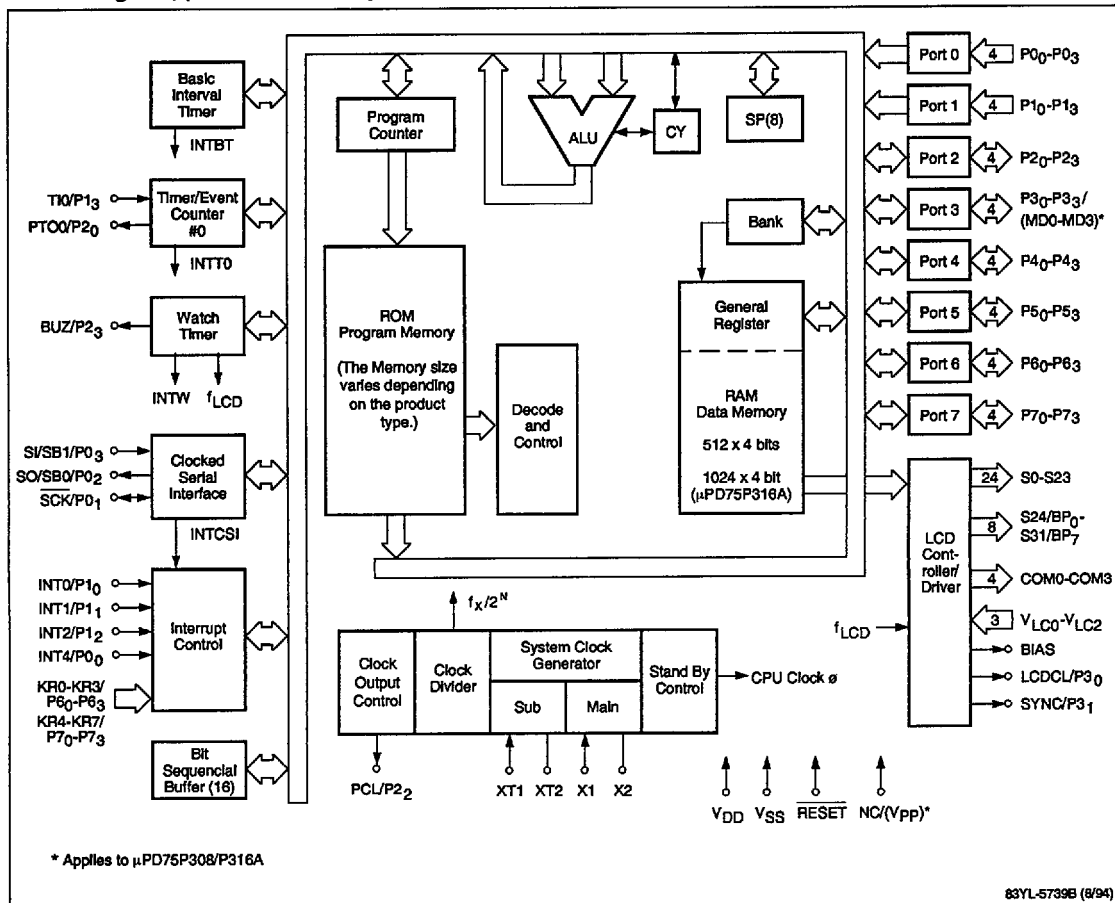 Basic
Interval
Timer
INTBT
TI0/P1₃
PTO0/P2₀
Timer/Event
Counter
#0
INTT0
BUZ/P2₃
Watch
Timer
INTW
fLCD
SI/SB1/P0₃
SO/SB0/P0₂
SCK/P0₁
Clocked
Serial
Interface
INTCSI
INT0/P1₀
INT1/P1₁
INT2/P1₂
INT4/P0₀
KR0-KR3/
P6₀-P6₃
KR4-KR7/
P7₀-P7₃
Interrupt
Control
Bit
Sequencial
Buffer (16)
Program
Counter
ALU
CY
SP(8)
Bank
ROM
Program Memory
(The Memory size
varies depending
on the product
type.)
Decode
and
Control
General
Register
RAM
Data Memory
512 x 4 bits
1024 x 4 bit
(µPD75P316A)
fX/2ᴺ
Clock
Output
Control
Clock
Divider
System Clock
Generator
Sub
Main
Stand By
Control
CPU Clock ø
PCL/P2₂
XT1
XT2
X1
X2
VDD
VSS
RESET
NC/(VPP)*
Port 0
4
P0₀-P0₃
Port 1
4
P1₀-P1₃
Port 2
4
P2₀-P2₃
Port 3
4
P3₀-P3₃/
(MD0-MD3)*
Port 4
4
P4₀-P4₃
Port 5
4
P5₀-P5₃
Port 6
4
P6₀-P6₃
Port 7
4
P7₀-P7₃
LCD
Cont-
roller/
Driver
fLCD
24
S0-S23
8
S24/BP₀-
S31/BP₇
4
COM0-COM3
3
VLC0-VLC2
BIAS
LCDCL/P3₀
SYNC/P3₁
* Applies to µPD75P308/P316A
83YL-5739B (8/94)